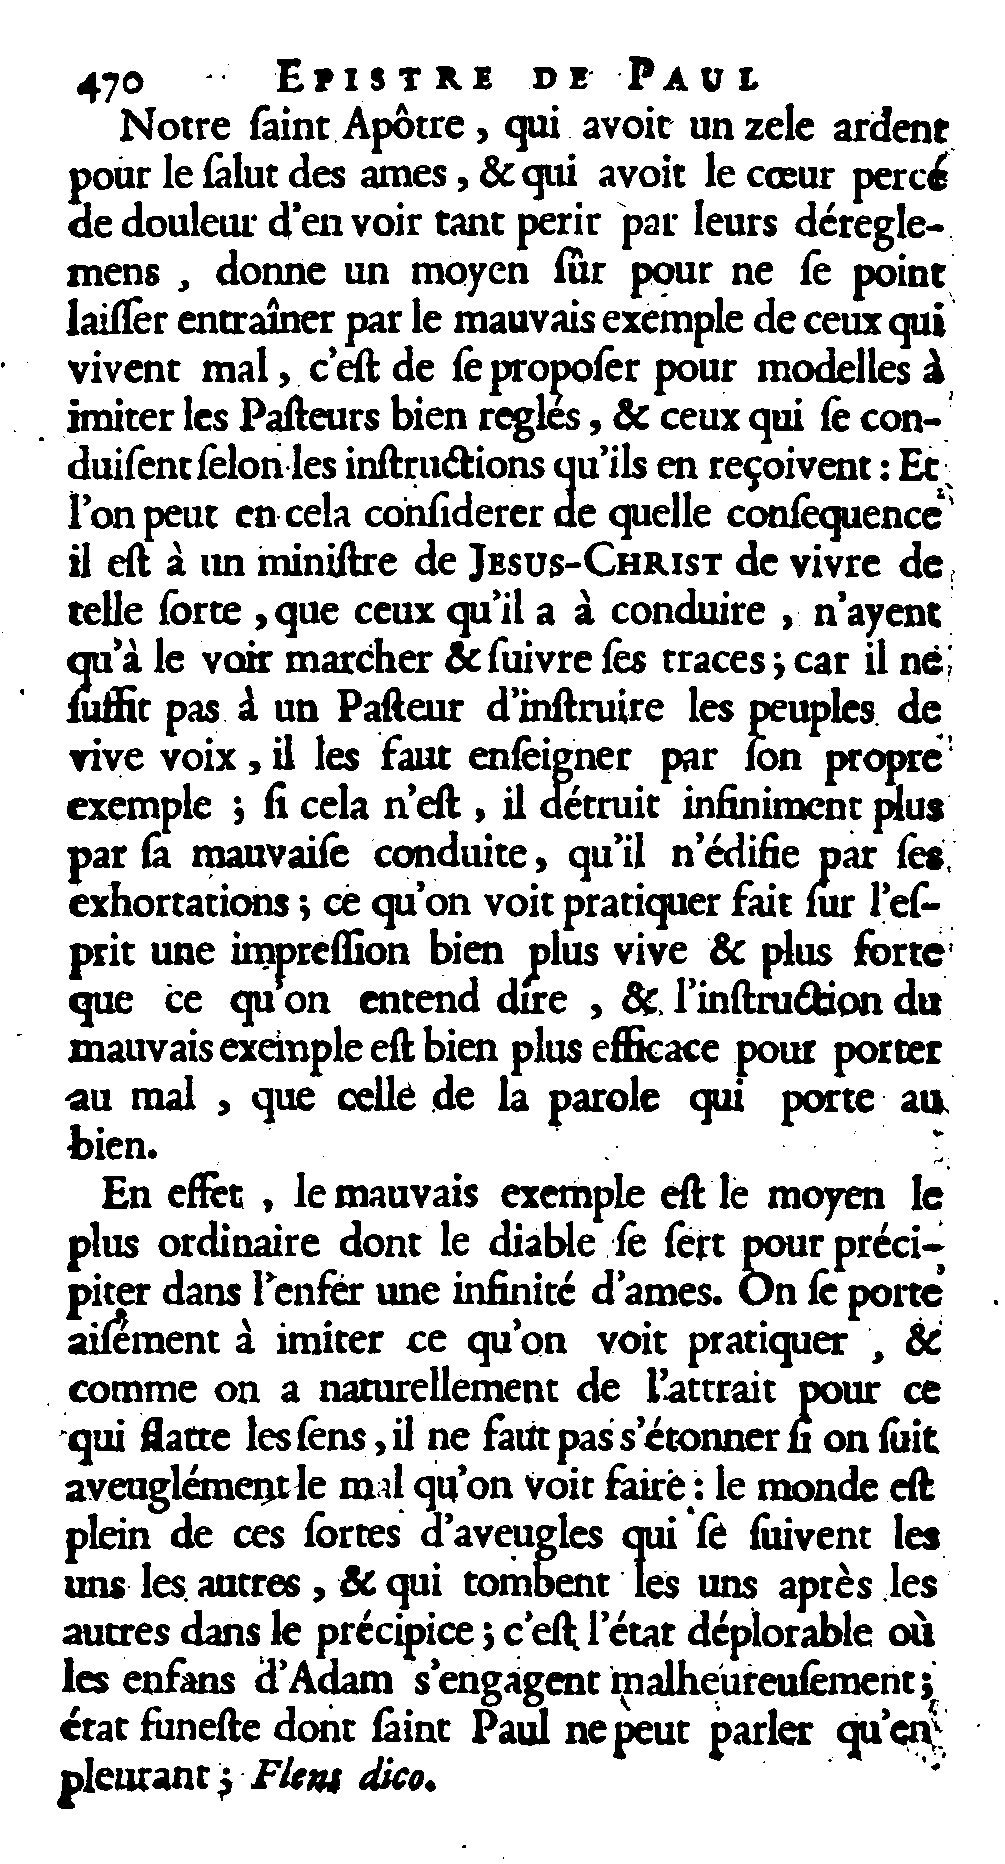 470 EPISTRE DE PAUL
Notre ſaint Apôtre, qui avoit un zele ardent
pour le ſalut des ames, & qui avoit le cœur percé
de douleur d'en voir tant perir par leurs déregle-
mens, donne un moyen ſûr pour ne ſe point
laiſſer entraîner par le mauvais exemple de ceux qui
vivent mal, c'eſt de ſe propoſer pour modelles à
imiter les Paſteurs bien reglés, & ceux qui ſe con-
duiſent ſelon les inſtructions qu'ils en reçoivent : Et
l'on peut en cela conſiderer de quelle conſequence
il eſt à un miniſtre de JESUS-CHRIST de vivre de
telle ſorte, que ceux qu'il a à conduire, n'ayent
qu'à le voir marcher & ſuivre ſes traces ; car il ne
ſuffit pas à un Paſteur d'inſtruire les peuples de
vive voix, il les faut enſeigner par ſon propre
exemple ; ſi cela n'eſt, il détruit infiniment plus
par ſa mauvaiſe conduite, qu'il n'édifie par ſes
exhortations ; ce qu'on voit pratiquer fait ſur l'eſ-
prit une impreſſion bien plus vive & plus forte
que ce qu'on entend dire, & l'inſtruction du
mauvais exemple eſt bien plus efficace pour porter
au mal, que celle de la parole qui porte au
bien.
En effet, le mauvais exemple eſt le moyen le
plus ordinaire dont le diable ſe ſert pour préci-
piter dans l'enfer une infinité d'ames. On ſe porte
aiſément à imiter ce qu'on voit pratiquer, &
comme on a naturellement de l'attrait pour ce
qui flatte les ſens, il ne faut pas s'étonner ſi on ſuit
aveuglément le mal qu'on voit faire : le monde eſt
plein de ces ſortes d'aveugles qui ſe ſuivent les
uns les autres, & qui tombent les uns après les
autres dans le précipice ; c'eſt l'état déplorable où
les enfans d'Adam s'engagent malheureuſement ;
état funeſte dont ſaint Paul ne peut parler qu'en
pleurant ; Flens dico.